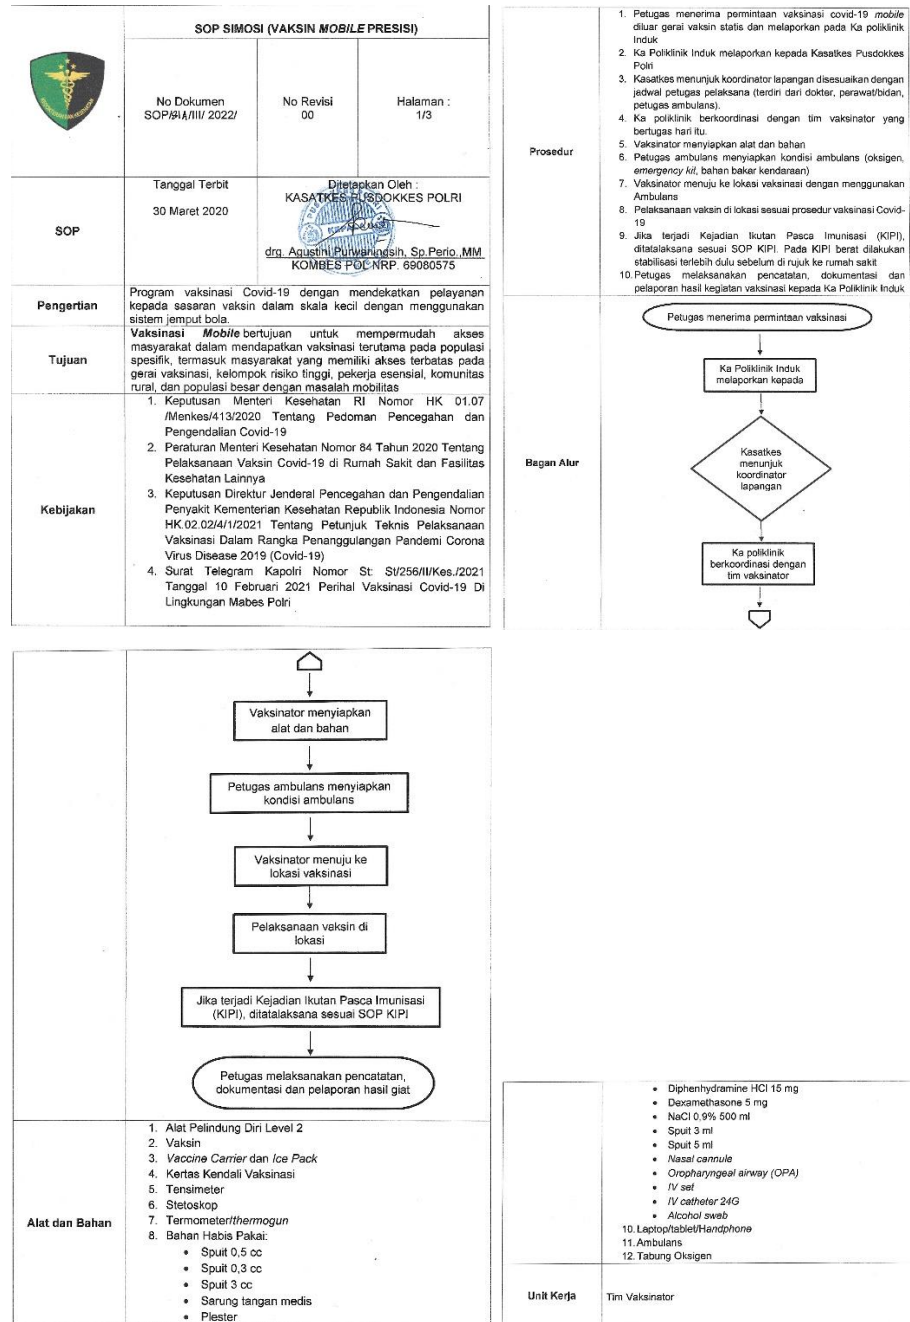 SOP SIMOSI (VAKSIN MOBILE PRESISI)
No Dokumen
SOP/ /III/ 2022/
No Revisi
00
Halaman :
1/3
SOP
Tanggal Terbit
30 Maret 2020
Ditetapkan Oleh :
KASATKES PUSDOKKES POLRI
drg. Agustini Purwaningsih, Sp.Perio.,MM
KOMBES POL NRP. 69080575
Pengertian
Program vaksinasi Covid-19 dengan mendekatkan pelayanan
kepada sasaran vaksin dalam skala kecil dengan menggunakan
sistem jemput bola.
Tujuan
Vaksinasi Mobile bertujuan untuk mempermudah akses
masyarakat dalam mendapatkan vaksinasi terutama pada populasi
spesifik, termasuk masyarakat yang memiliki akses terbatas pada
gerai vaksinasi, kelompok risiko tinggi, pekerja esensial, komunitas
rural, dan populasi besar dengan masalah mobilitas
Kebijakan
1. Keputusan Menteri Kesehatan RI Nomor HK 01.07
/Menkes/413/2020 Tentang Pedoman Pencegahan dan
Pengendalian Covid-19
2. Peraturan Menteri Kesehatan Nomor 84 Tahun 2020 Tentang
Pelaksanaan Vaksin Covid-19 di Rumah Sakit dan Fasilitas
Kesehatan Lainnya
3. Keputusan Direktur Jenderal Pencegahan dan Pengendalian
Penyakit Kementerian Kesehatan Republik Indonesia Nomor
HK.02.02/4/1/2021 Tentang Petunjuk Teknis Pelaksanaan
Vaksinasi Dalam Rangka Penanggulangan Pandemi Corona
Virus Disease 2019 (Covid-19)
4. Surat Telegram Kapolri Nomor St: St/256/II/Kes./2021
Tanggal 10 Februari 2021 Perihal Vaksinasi Covid-19 Di
Lingkungan Mabes Polri
Prosedur
1. Petugas menerima permintaan vaksinasi covid-19 mobile
diluar gerai vaksin statis dan melaporkan pada Ka poliklinik
Induk
2. Ka Poliklinik Induk melaporkan kepada Kasatkes Pusdokkes
Polri
3. Kasatkes menunjuk koordinator lapangan disesuaikan dengan
jadwal petugas pelaksana (terdiri dari dokter, perawat/bidan,
petugas ambulans).
4. Ka poliklinik berkoordinasi dengan tim vaksinator yang
bertugas hari itu.
5. Vaksinator menyiapkan alat dan bahan
6. Petugas ambulans menyiapkan kondisi ambulans (oksigen,
emergency kit, bahan bakar kendaraan)
7. Vaksinator menuju ke lokasi vaksinasi dengan menggunakan
Ambulans
8. Pelaksanaan vaksin di lokasi sesuai prosedur vaksinasi Covid-
19
9. Jika terjadi Kejadian Ikutan Pasca Imunisasi (KIPI),
ditatalaksana sesuai SOP KIPI. Pada KIPI berat dilakukan
stabilisasi terlebih dulu sebelum di rujuk ke rumah sakit
10. Petugas melaksanakan pencatatan, dokumentasi dan
pelaporan hasil kegiatan vaksinasi kepada Ka Poliklinik Induk
Bagan Alur
Petugas menerima permintaan vaksinasi
Ka Poliklinik Induk
melaporkan kepada
Kasatkes
menunjuk
koordinator
lapangan
Ka poliklinik
berkoordinasi dengan
tim vaksinator
Vaksinator menyiapkan
alat dan bahan
Petugas ambulans menyiapkan
kondisi ambulans
Vaksinator menuju ke
lokasi vaksinasi
Pelaksanaan vaksin di
lokasi
Jika terjadi Kejadian Ikutan Pasca Imunisasi
(KIPI), ditatalaksana sesuai SOP KIPI
Petugas melaksanakan pencatatan,
dokumentasi dan pelaporan hasil giat
Alat dan Bahan
1. Alat Pelindung Diri Level 2
2. Vaksin
3. Vaccine Carrier dan Ice Pack
4. Kertas Kendali Vaksinasi
5. Tensimeter
6. Stetoskop
7. Termometer/thermogun
8. Bahan Habis Pakai:
• Spuit 0,5 cc
• Spuit 0,3 cc
• Spuit 3 cc
• Sarung tangan medis
• Plester
• Diphenhydramine HCl 15 mg
• Dexamethasone 5 mg
• NaCl 0,9% 500 ml
• Spuit 3 ml
• Spuit 5 ml
• Nasal cannule
• Oropharyngeal airway (OPA)
• IV set
• IV catheter 24G
• Alcohol sweb
10. Laptop/tablet/Handphone
11. Ambulans
12. Tabung Oksigen
Unit Kerja
Tim Vaksinator